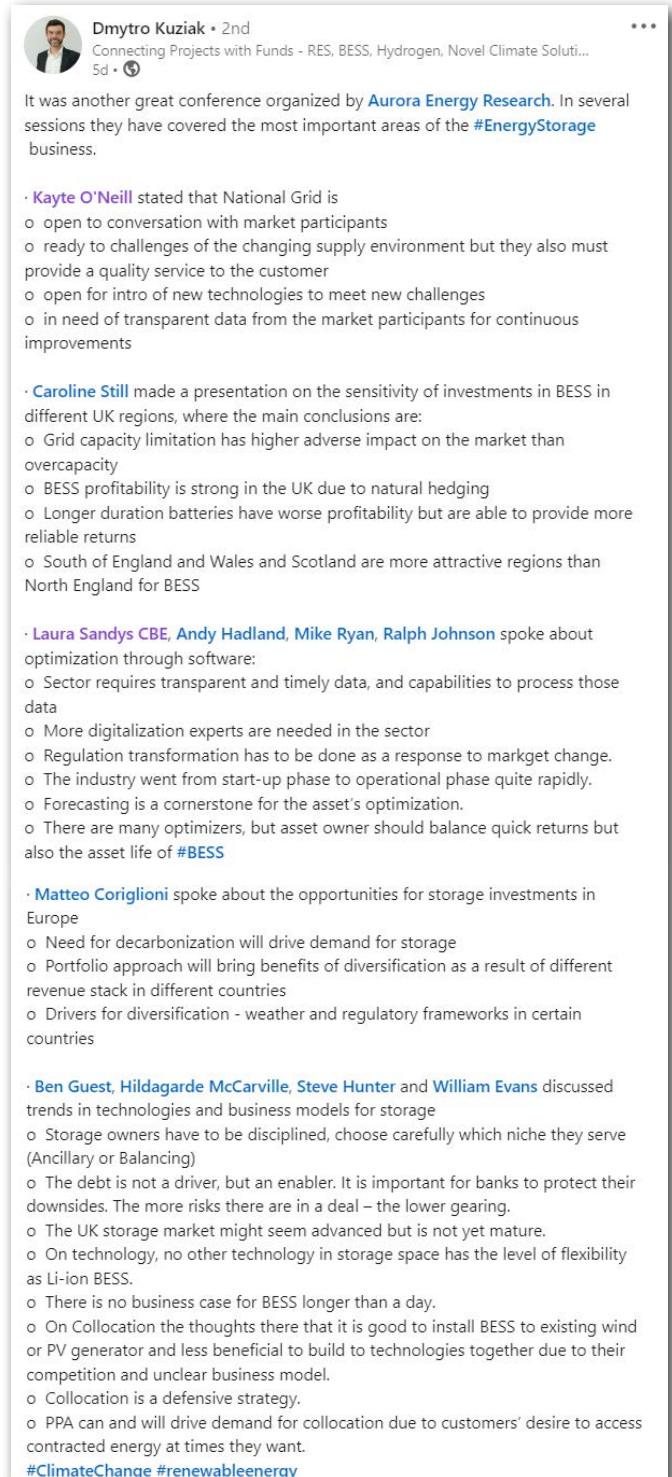 Dmytro Kuziak • 2nd
Connecting Projects with Funds - RES, BESS, Hydrogen, Novel Climate Soluti...
5d •
It was another great conference organized by Aurora Energy Research. In several
sessions they have covered the most important areas of the #EnergyStorage
business.
· Kayte O'Neill stated that National Grid is
o open to conversation with market participants
o ready to challenges of the changing supply environment but they also must
provide a quality service to the customer
o open for intro of new technologies to meet new challenges
o in need of transparent data from the market participants for continuous
improvements
· Caroline Still made a presentation on the sensitivity of investments in BESS in
different UK regions, where the main conclusions are:
o Grid capacity limitation has higher adverse impact on the market than
overcapacity
o BESS profitability is strong in the UK due to natural hedging
o Longer duration batteries have worse profitability but are able to provide more
reliable returns
o South of England and Wales and Scotland are more attractive regions than
North England for BESS
· Laura Sandys CBE, Andy Hadland, Mike Ryan, Ralph Johnson spoke about
optimization through software:
o Sector requires transparent and timely data, and capabilities to process those
data
o More digitalization experts are needed in the sector
o Regulation transformation has to be done as a response to markget change.
o The industry went from start-up phase to operational phase quite rapidly.
o Forecasting is a cornerstone for the asset's optimization.
o There are many optimizers, but asset owner should balance quick returns but
also the asset life of #BESS
· Matteo Coriglioni spoke about the opportunities for storage investments in
Europe
o Need for decarbonization will drive demand for storage
o Portfolio approach will bring benefits of diversification as a result of different
revenue stack in different countries
o Drivers for diversification - weather and regulatory frameworks in certain
countries
· Ben Guest, Hildagarde McCarville, Steve Hunter and William Evans discussed
trends in technologies and business models for storage
o Storage owners have to be disciplined, choose carefully which niche they serve
(Ancillary or Balancing)
o The debt is not a driver, but an enabler. It is important for banks to protect their
downsides. The more risks there are in a deal – the lower gearing.
o The UK storage market might seem advanced but is not yet mature.
o On technology, no other technology in storage space has the level of flexibility
as Li-ion BESS.
o There is no business case for BESS longer than a day.
o On Collocation the thoughts there that it is good to install BESS to existing wind
or PV generator and less beneficial to build to technologies together due to their
competition and unclear business model.
o Collocation is a defensive strategy.
o PPA can and will drive demand for collocation due to customers' desire to access
contracted energy at times they want.
#ClimateChange #renewableenergy